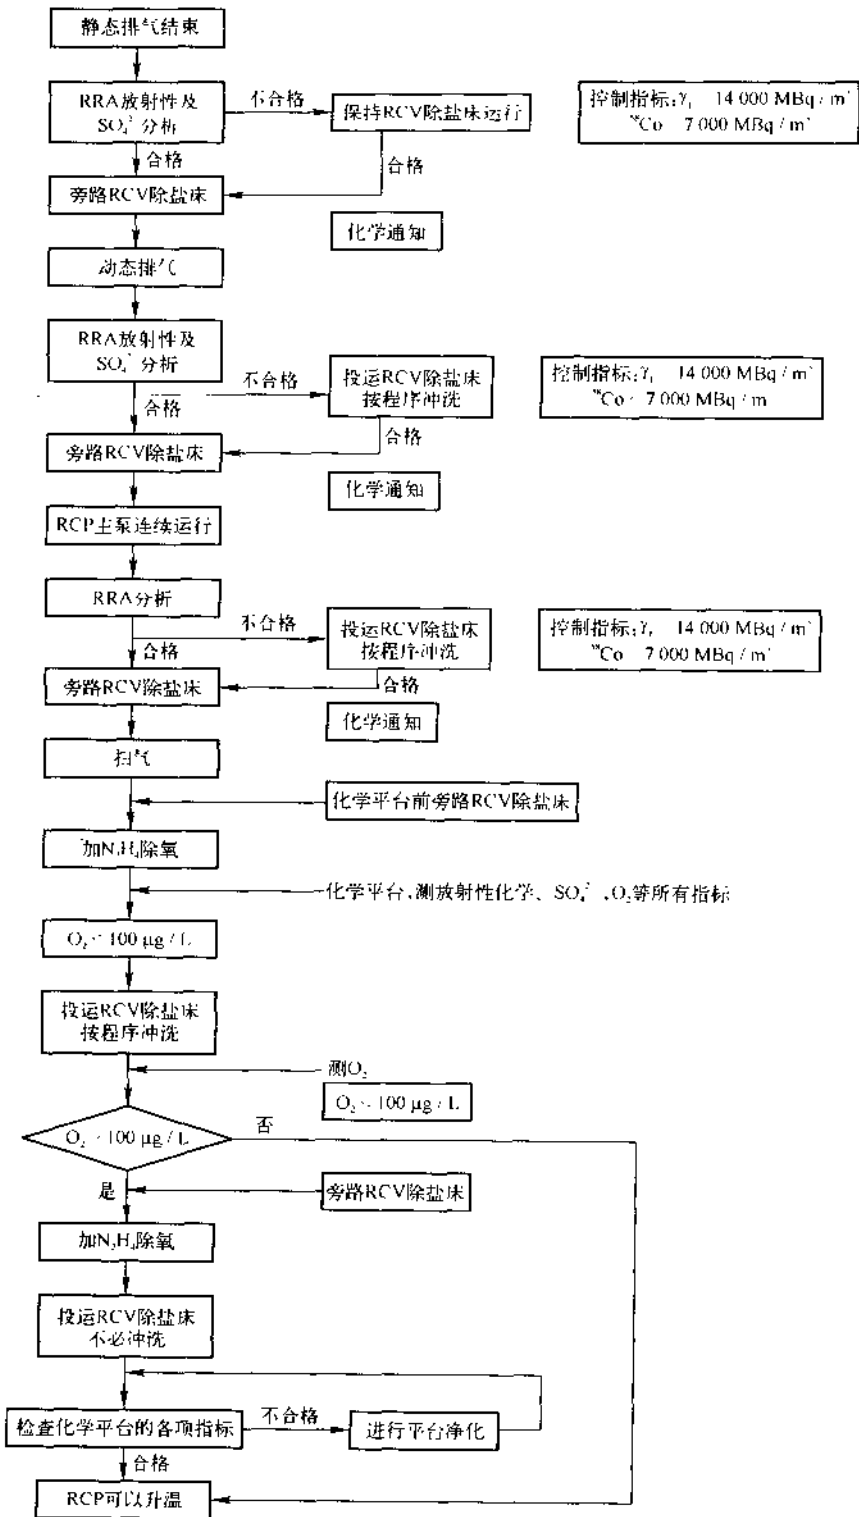 静态排气结束
RRA放射性及
SO₄²⁻分析
不合格
保持RCV除盐床运行
控制指标:γₜ 14 000 MBq / m³
⁵⁸Co 7 000 MBq / m³
合格
合格
旁路RCV除盐床
化学通知
动态排气
RRA放射性及
SO₄²⁻分析
不合格
投运RCV除盐床
按程序冲洗
控制指标:γₜ 14 000 MBq / m³
⁵⁸Co 7 000 MBq / m
合格
合格
旁路RCV除盐床
化学通知
RCP主泵连续运行
RRA分析
不合格
投运RCV除盐床
按程序冲洗
控制指标:γₜ 14 000 MBq / m³
⁵⁸Co 7 000 MBq / m³
合格
合格
旁路RCV除盐床
化学通知
扫气
化学平台前旁路RCV除盐床
加N₂H₄除氧
化学平台,测放射性化学、SO₄²⁻,O₂等所有指标
O₂ 100 μg / L
投运RCV除盐床
按程序冲洗
测O₂
O₂ 100 μg / L
O₂ 100 μg / L
否
是
旁路RCV除盐床
加N₂H₄除氧
投运RCV除盐床
不必冲洗
检查化学平台的各项指标
不合格
进行平台净化
合格
RCP可以升温